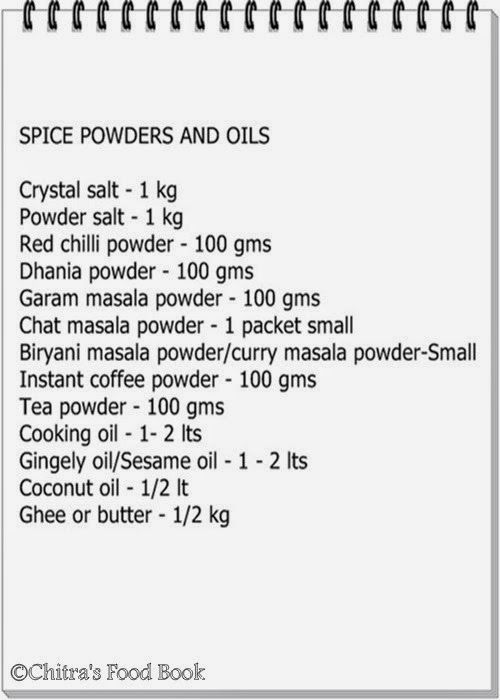 SPICE POWDERS AND OILS
Crystal salt - 1 kg
Powder salt - 1 kg
Red chilli powder - 100 gms
Dhania powder - 100 gms
Garam masala powder - 100 gms
Chat masala powder - 1 packet small
Biryani masala powder/curry masala powder-Small
Instant coffee powder - 100 gms
Tea powder - 100 gms
Cooking oil - 1- 2 lts
Gingely oil/Sesame oil - 1 - 2 lts
Coconut oil - 1/2 lt
Ghee or butter - 1/2 kg
©Chitra's Food Book